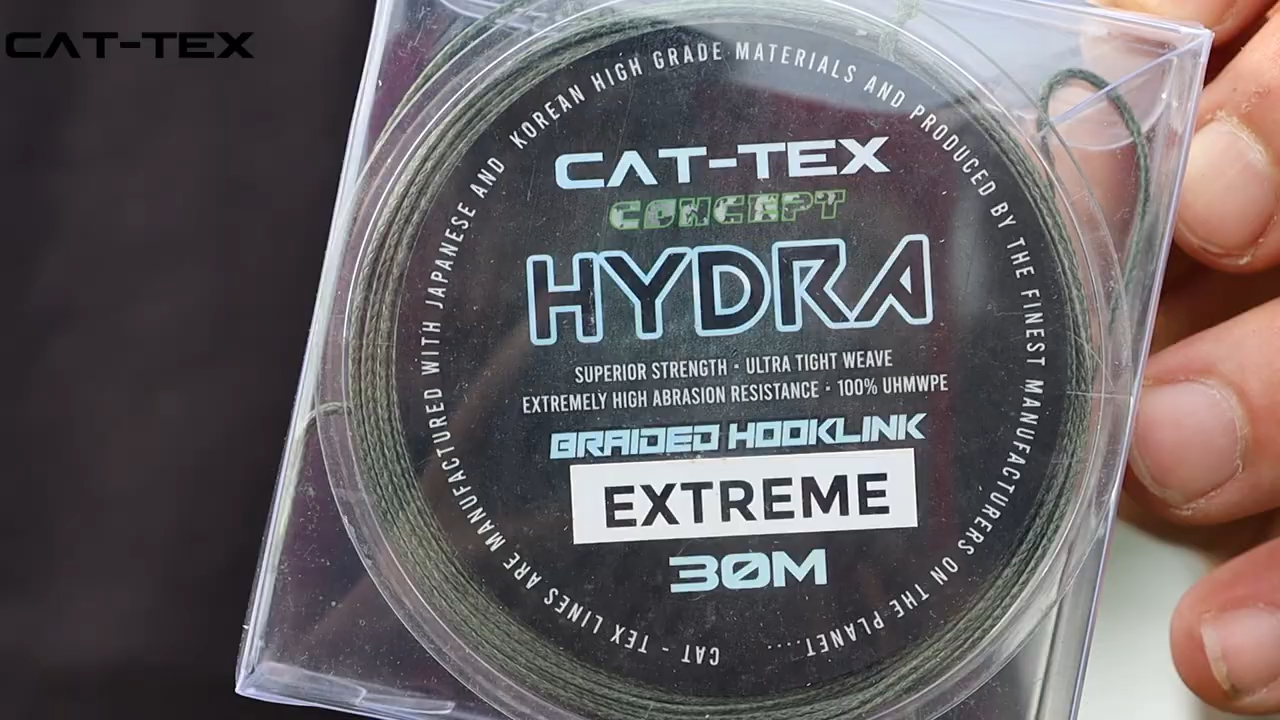 CAT-TEX
CAT-TEX
CONCEPT
HYDRA
SUPERIOR STRENGTH - ULTRA TIGHT WEAVE
EXTREMELY HIGH ABRASION RESISTANCE - 100% UHMWPE
BRAIDED HOOKLINK
EXTREME
30M
CAT - TEX LINES ARE MANUFACTURED WITH JAPANESE AND KOREAN HIGH GRADE MATERIALS AND PRODUCED BY THE FINEST MANUFACTURERS ON THE PLANET.....